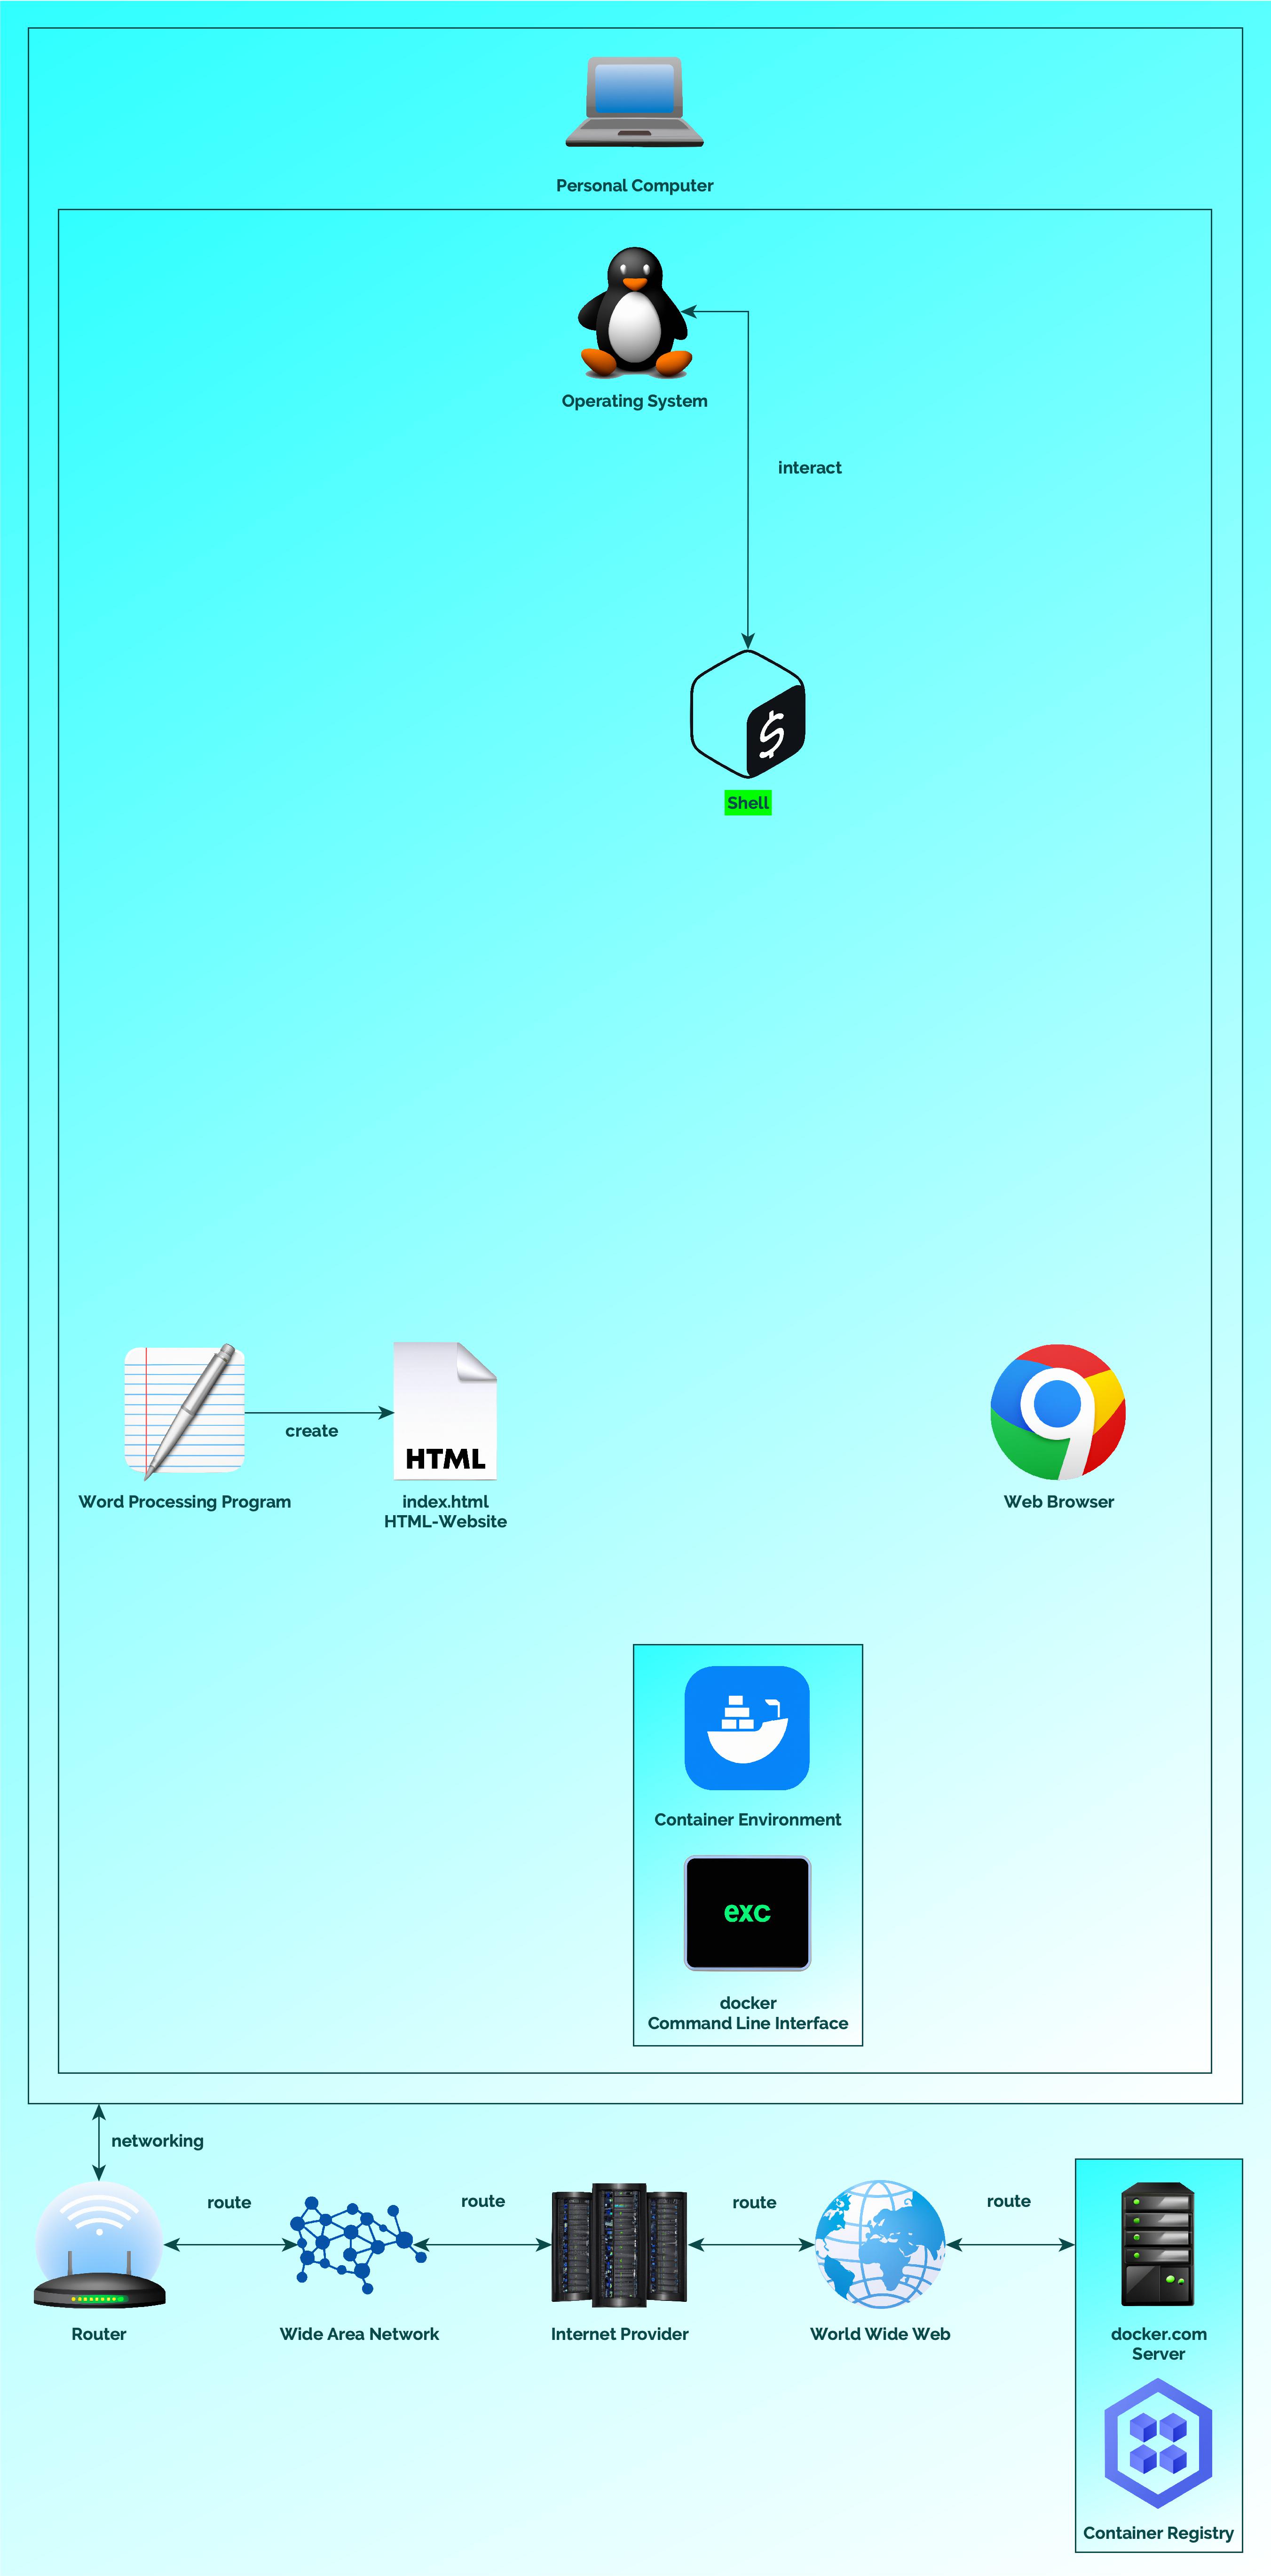 Personal Computer
Operating System
interact
$
Shell
create
HTML
Word Processing Program
index.html
HTML-Website
Web Browser
Container Environment
exc
docker
Command Line Interface
networking
route
route
route
route
Router
Wide Area Network
Internet Provider
World Wide Web
docker.com
Server
Container Registry